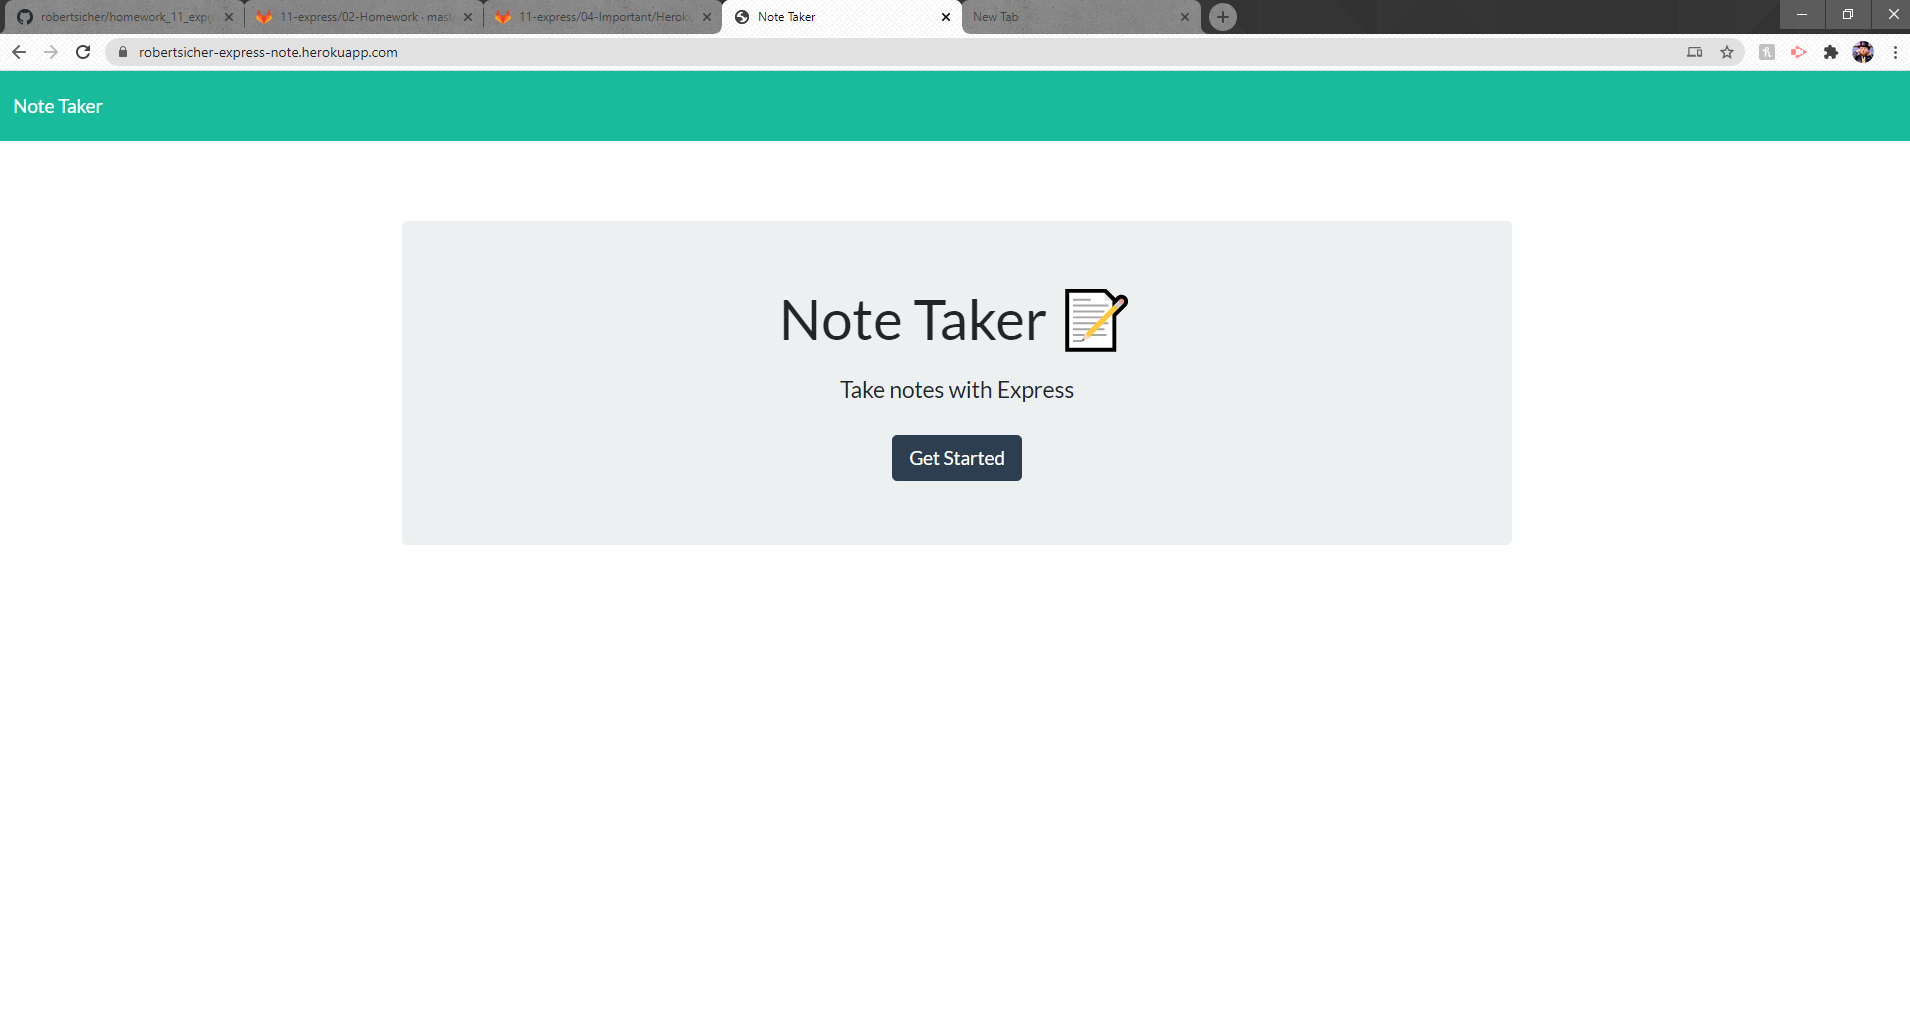 robertsicher/homework_11_exp
11-express/02-Homework · mast
11-express/04-Important/Heroku
Note Taker
New Tab
robertsicher-express-note.herokuapp.com
Note Taker
Note Taker
Take notes with Express
Get Started